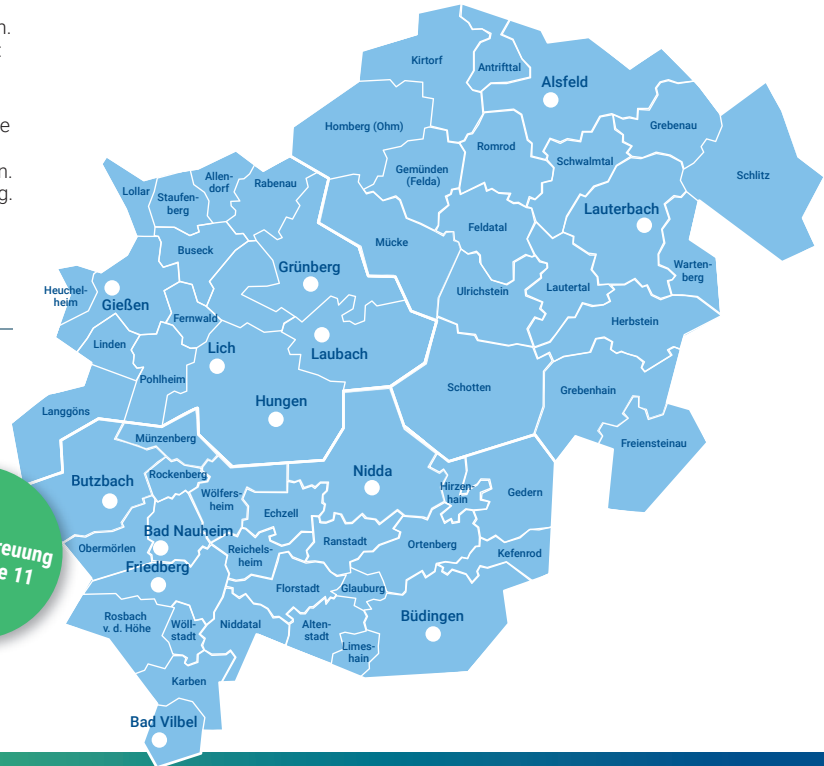 n.
:
e
n.
g.
Kirtorf
Antrifttal
Alsfeld
Homberg (Ohm)
Grebenau
Romrod
Schwalmtal
Gemünden
(Felda)
Schlitz
Lollar
Staufen-
berg
Allen-
dorf
Rabenau
Lauterbach
Feldatal
Mücke
Buseck
Grünberg
Warten-
berg
Heuchel-
heim
Gießen
Ulrichstein
Lautertal
Fernwald
Herbstein
Linden
Lich
Laubach
Pohlheim
Schotten
Grebenhain
Hungen
Langgöns
Münzenberg
Freiensteinau
Butzbach
Rockenberg
Nidda
Wölfers-
heim
Hirzen-
hain
Gedern
Echzell
Bad Nauheim
Obermörlen
Reichels-
heim
Ranstadt
Ortenberg
Kefenrod
reuung
e 11
Friedberg
Florstadt
Glauburg
Rosbach
v. d. Höhe
Wöll-
stadt
Niddatal
Alten-
stadt
Büdingen
Limes-
hain
Karben
Bad Vilbel